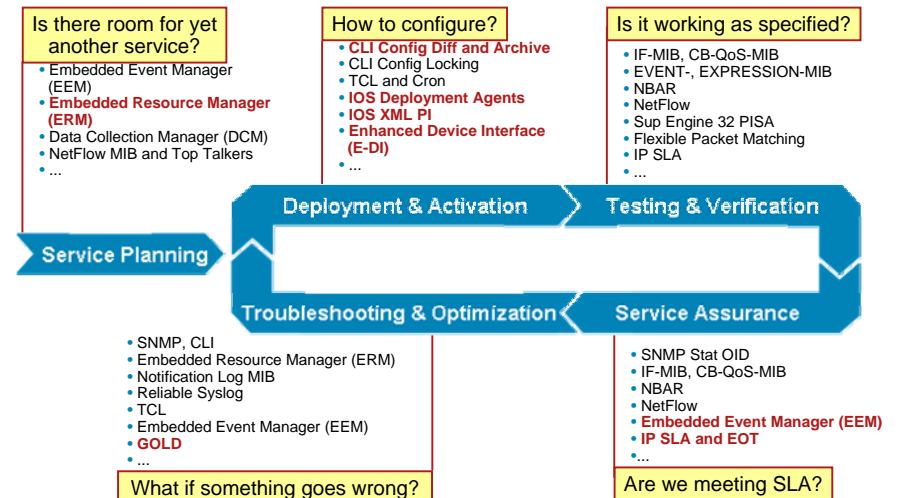 Is there room for yet
another service?
• Embedded Event Manager
(EEM)
• Embedded Resource Manager
(ERM)
• Data Collection Manager (DCM)
• NetFlow MIB and Top Talkers
• ...
How to configure?
• CLI Config Diff and Archive
• CLI Config Locking
• TCL and Cron
• IOS Deployment Agents
• IOS XML PI
• Enhanced Device Interface
(E-DI)
• ...
Is it working as specified?
• IF-MIB, CB-QoS-MIB
• EVENT-, EXPRESSION-MIB
• NBAR
• NetFlow
• Sup Engine 32 PISA
• Flexible Packet Matching
• IP SLA
• ...
Deployment & Activation
Testing & Verification
Service Planning
Troubleshooting & Optimization
Service Assurance
• SNMP, CLI
• Embedded Resource Manager (ERM)
• Notification Log MIB
• Reliable Syslog
• TCL
• Embedded Event Manager (EEM)
• GOLD
• ...
What if something goes wrong?
• SNMP Stat OID
• IF-MIB, CB-QoS-MIB
• NBAR
• NetFlow
• Embedded Event Manager (EEM)
• IP SLA and EOT
•...
Are we meeting SLA?